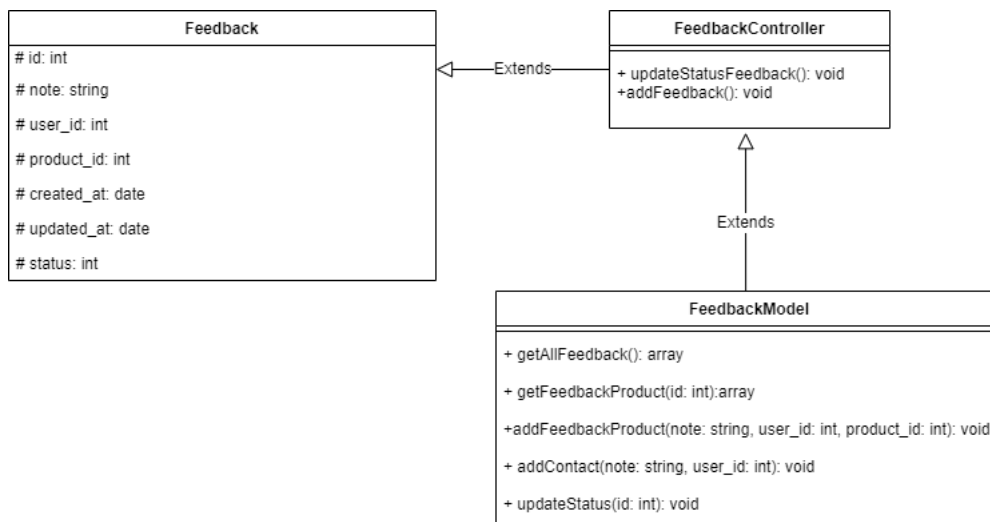 Feedback
# id: int
# note: string
# user_id: int
# product_id: int
# created_at: date
# updated_at: date
# status: int
Extends
FeedbackController
+ updateStatusFeedback(): void
+addFeedback(): void
Extends
FeedbackModel
+ getAllFeedback(): array
+ getFeedbackProduct(id: int):array
+addFeedbackProduct(note: string, user_id: int, product_id: int): void
+ addContact(note: string, user_id: int): void
+ updateStatus(id: int): void